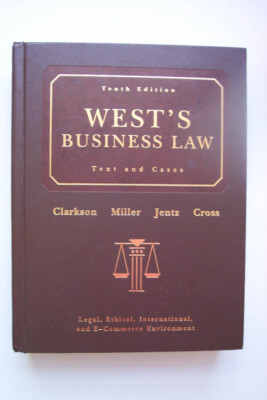 Tenth Edition
WEST'S
BUSINESS LAW
Text and Cases
Clarkson Miller Jentz Cross
Legal, Ethical, International,
and E-Commerce Environment